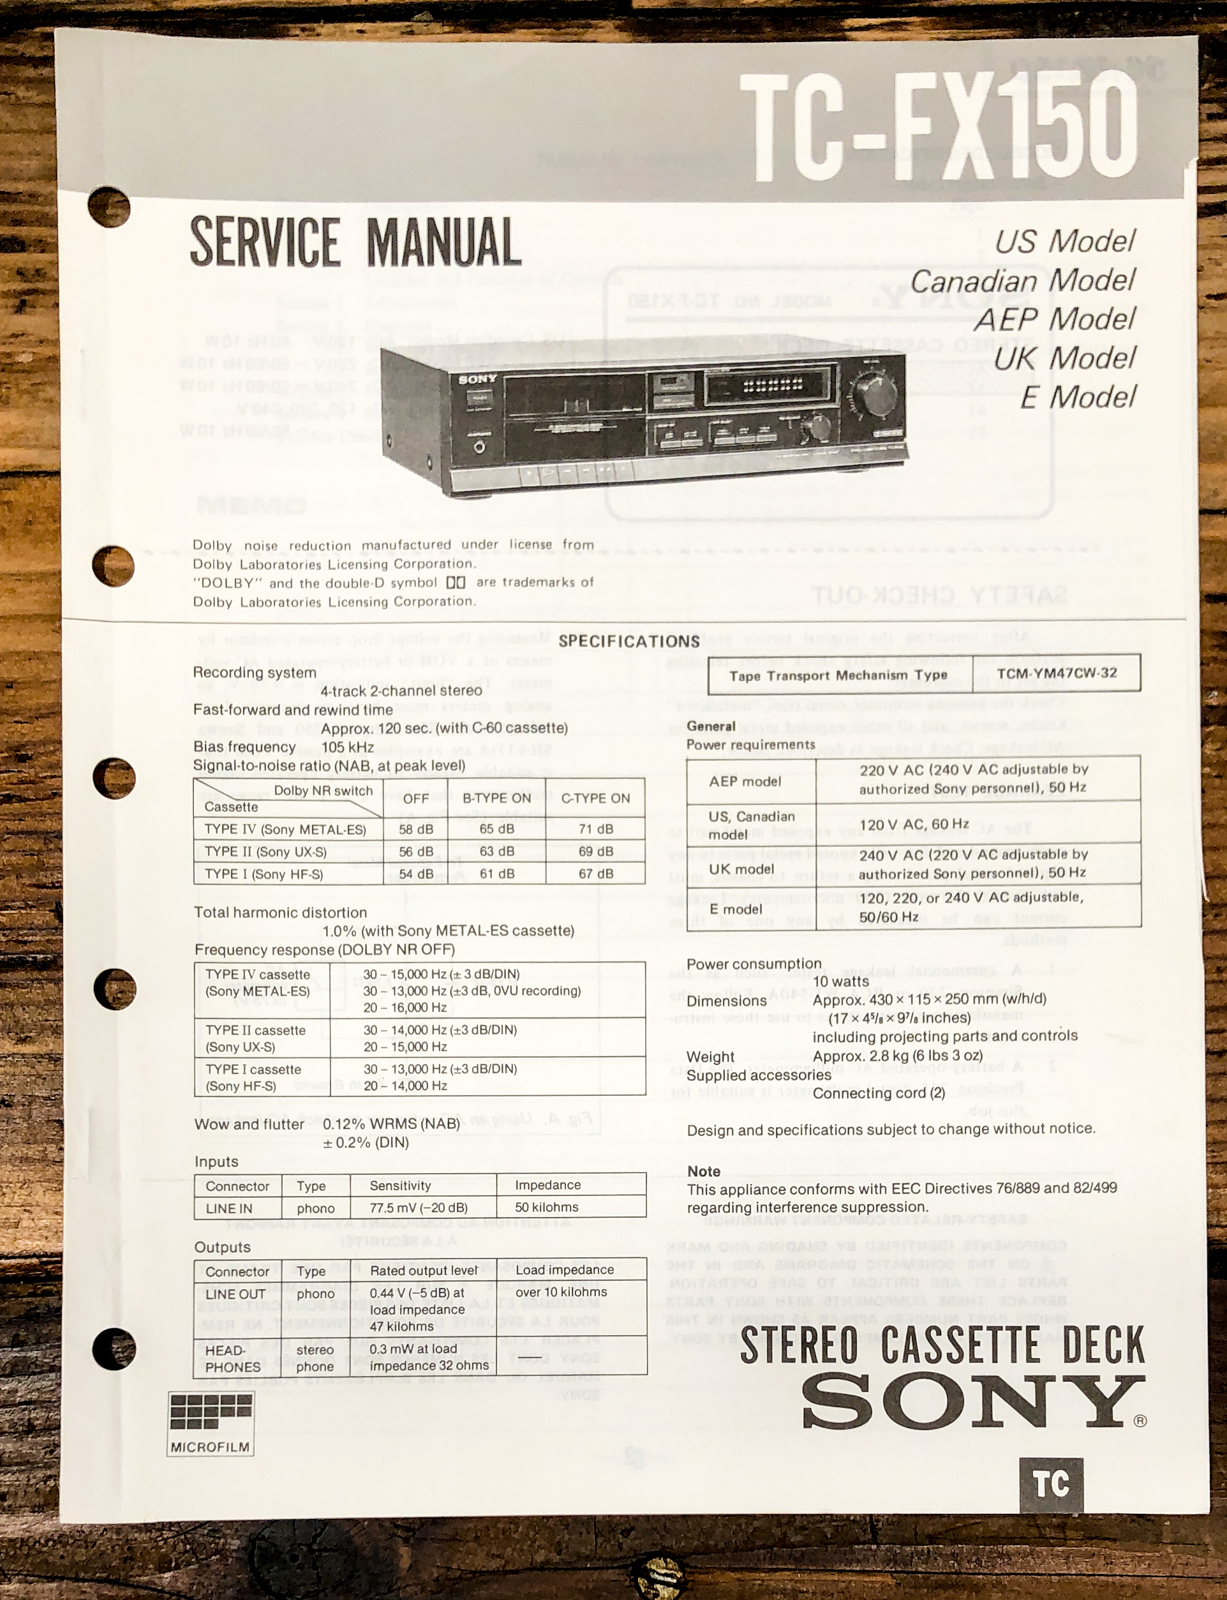 TC-FX150
SERVICE MANUAL
US Model
Canadian Model
AEP Model
UK Model
E Model
SONY
Dolby noise reduction manufactured under license from
Dolby Laboratories Licensing Corporation.
"DOLBY" and the double-D symbol are trademarks of
Dolby Laboratories Licensing Corporation.
SPECIFICATIONS
Recording system
4-track 2-channel stereo
Fast-forward and rewind time
Approx. 120 sec. (with C-60 cassette)
Bias frequency 105 kHz
Signal-to-noise ratio (NAB, at peak level)
Dolby NR switch
Cassette OFF B-TYPE ON C-TYPE ON
TYPE IV (Sony METAL-ES) 58 dB 65 dB 71 dB
TYPE II (Sony UX-S) 56 dB 63 dB 69 dB
TYPE I (Sony HF-S) 54 dB 61 dB 67 dB
Total harmonic distortion
1.0% (with Sony METAL-ES cassette)
Frequency response (DOLBY NR OFF)
TYPE IV cassette 30 – 15,000 Hz (± 3 dB/DIN)
(Sony METAL-ES) 30 – 13,000 Hz (±3 dB, 0VU recording)
20 – 16,000 Hz
TYPE II cassette 30 – 14,000 Hz (±3 dB/DIN)
(Sony UX-S) 20 – 15,000 Hz
TYPE I cassette 30 – 13,000 Hz (±3 dB/DIN)
(Sony HF-S) 20 – 14,000 Hz
Wow and flutter 0.12% WRMS (NAB)
± 0.2% (DIN)
Inputs
Connector Type Sensitivity Impedance
LINE IN phono 77.5 mV (−20 dB) 50 kilohms
Outputs
Connector Type Rated output level Load impedance
LINE OUT phono 0.44 V (−5 dB) at over 10 kilohms
load impedance
47 kilohms
HEAD- stereo 0.3 mW at load —
PHONES phone impedance 32 ohms
MICROFILM
Tape Transport Mechanism Type TCM-YM47CW-32
General
Power requirements
AEP model 220 V AC (240 V AC adjustable by
authorized Sony personnel), 50 Hz
US, Canadian
model 120 V AC, 60 Hz
UK model 240 V AC (220 V AC adjustable by
authorized Sony personnel), 50 Hz
E model 120, 220, or 240 V AC adjustable,
50/60 Hz
Power consumption
10 watts
Dimensions Approx. 430 × 115 × 250 mm (w/h/d)
(17 × 4⁵/₈ × 9⁷/₈ inches)
including projecting parts and controls
Weight Approx. 2.8 kg (6 lbs 3 oz)
Supplied accessories
Connecting cord (2)
Design and specifications subject to change without notice.
Note
This appliance conforms with EEC Directives 76/889 and 82/499
regarding interference suppression.
STEREO CASSETTE DECK
SONY®
TC